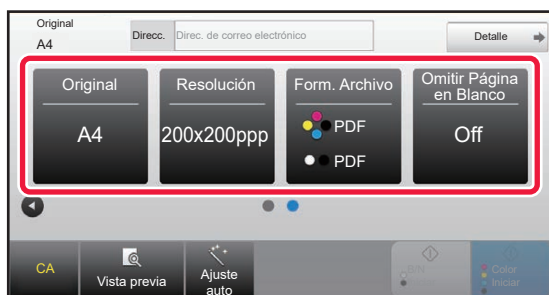 Original
A4
Direcc.
Direc. de correo electrónico
Detalle
Original
A4
Resolución
200x200ppp
Form. Archivo
PDF
PDF
Omitir Página
en Blanco
Off
CA
Vista previa
Ajuste
auto
B/N
Iniciar
Color
Iniciar